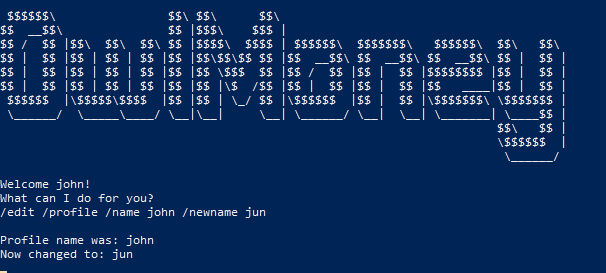 OwlMoney
Welcome john!
What can I do for you?
/edit /profile /name john /newname jun
Profile name was: john
Now changed to: jun